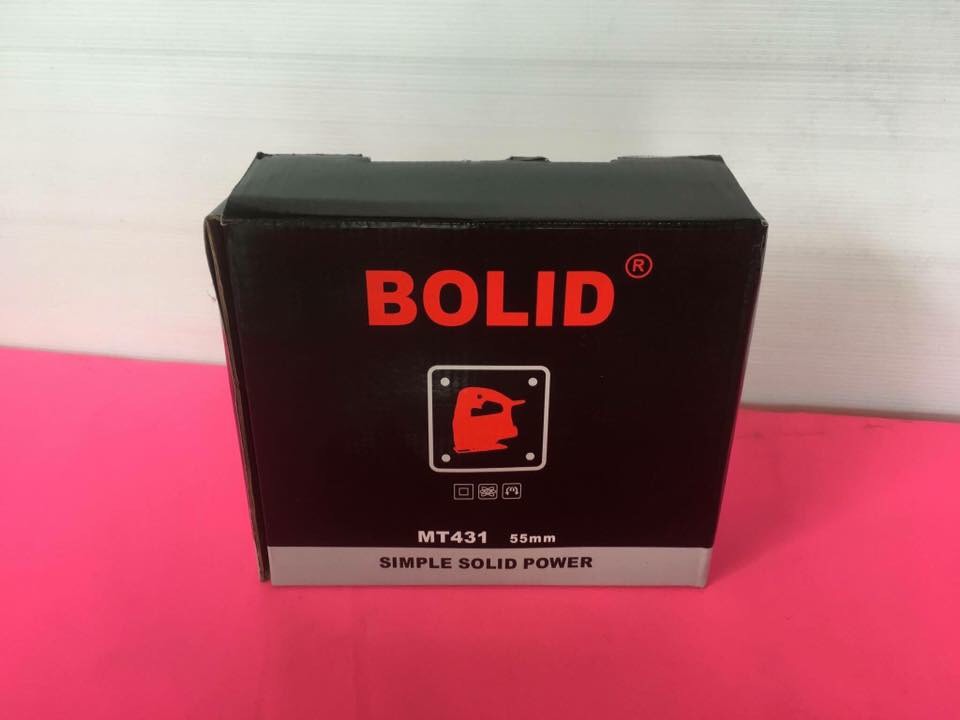 BOLID ®
MT431 55mm
SIMPLE SOLID POWER